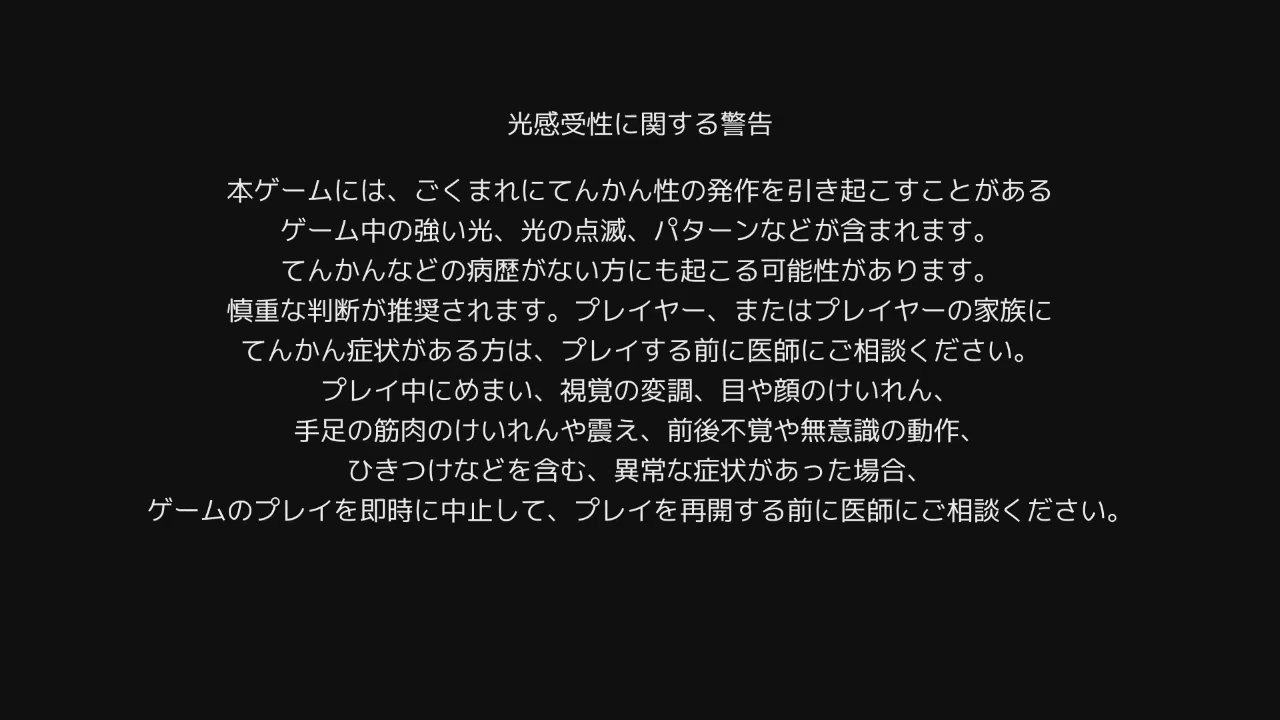 光感受性に関する警告
本ゲームには、ごくまれにてんかん性の発作を引き起こすことがある
ゲーム中の強い光、光の点滅、パターンなどが含まれます。
てんかんなどの病歴がない方にも起こる可能性があります。
慎重な判断が推奨されます。プレイヤー、またはプレイヤーの家族に
てんかん症状がある方は、プレイする前に医師にご相談ください。
プレイ中にめまい、視覚の変調、目や顔のけいれん、
手足の筋肉のけいれんや震え、前後不覚や無意識の動作、
ひきつけなどを含む、異常な症状があった場合、
ゲームのプレイを即時に中止して、プレイを再開する前に医師にご相談ください。